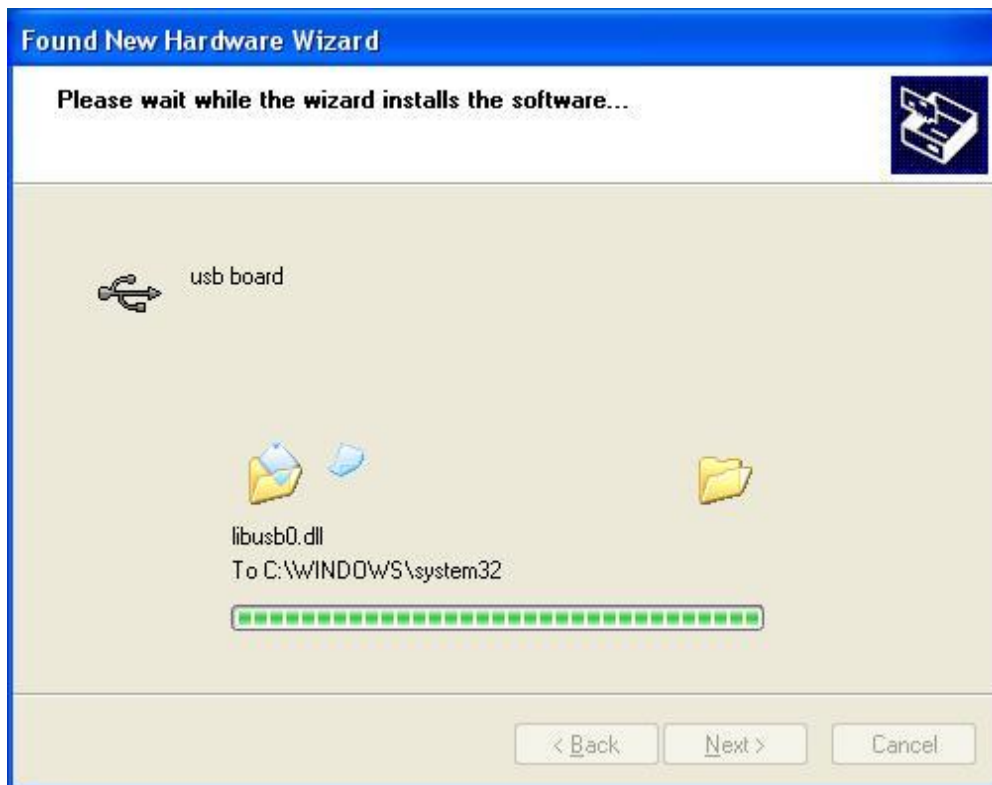 Found New Hardware Wizard
Please wait while the wizard installs the software...
usb board
libusb0.dll
To C:\WINDOWS\system32
< Back
Next >
Cancel